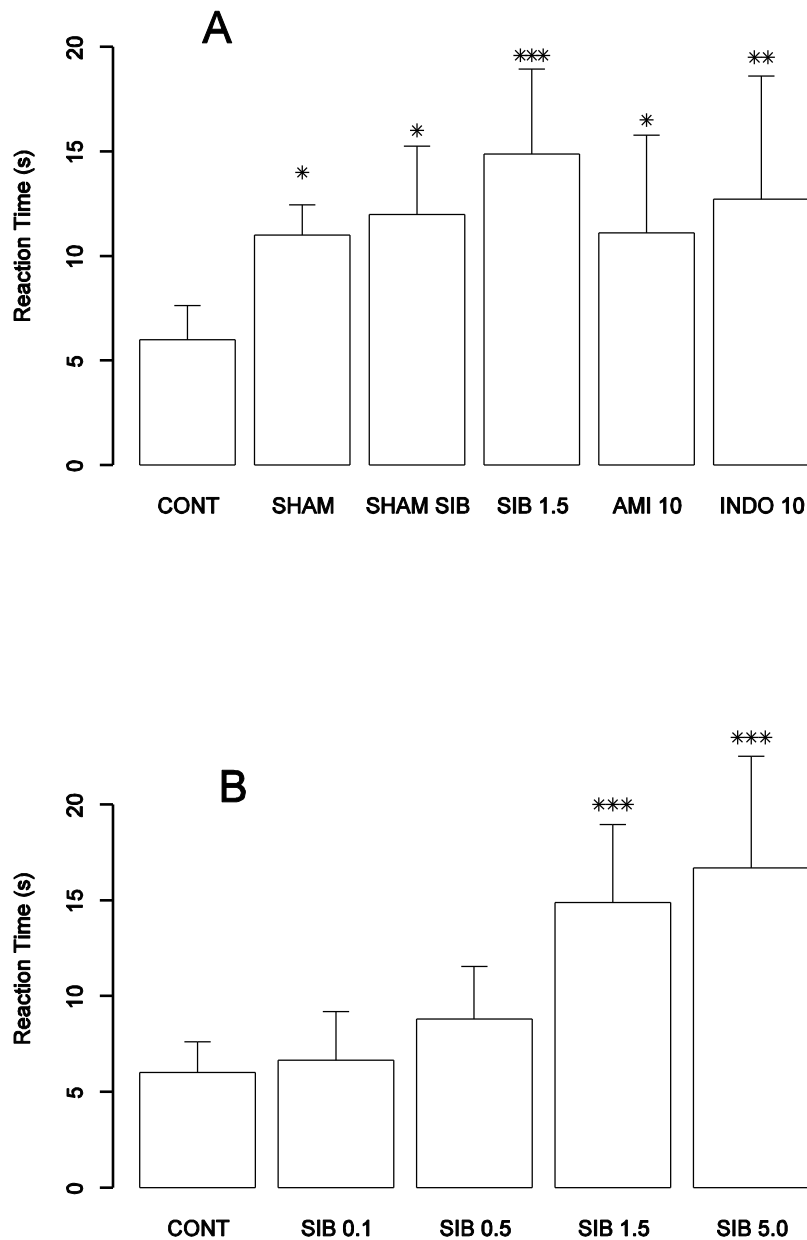 A
20
15
10
5
0
Reaction Time (s)
*
*
***
*
**
CONT SHAM SHAM SIB SIB 1.5 AMI 10 INDO 10
B
20
15
10
5
0
Reaction Time (s)
***
***
CONT SIB 0.1 SIB 0.5 SIB 1.5 SIB 5.0